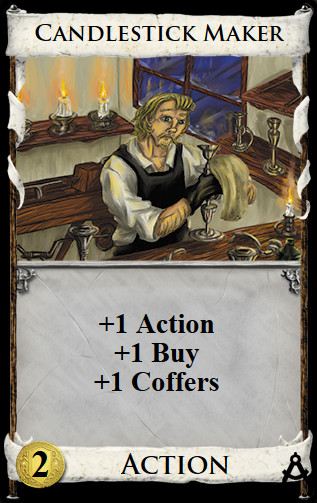 Candlestick Maker
+1 Action
+1 Buy
+1 Coffers
2
Action